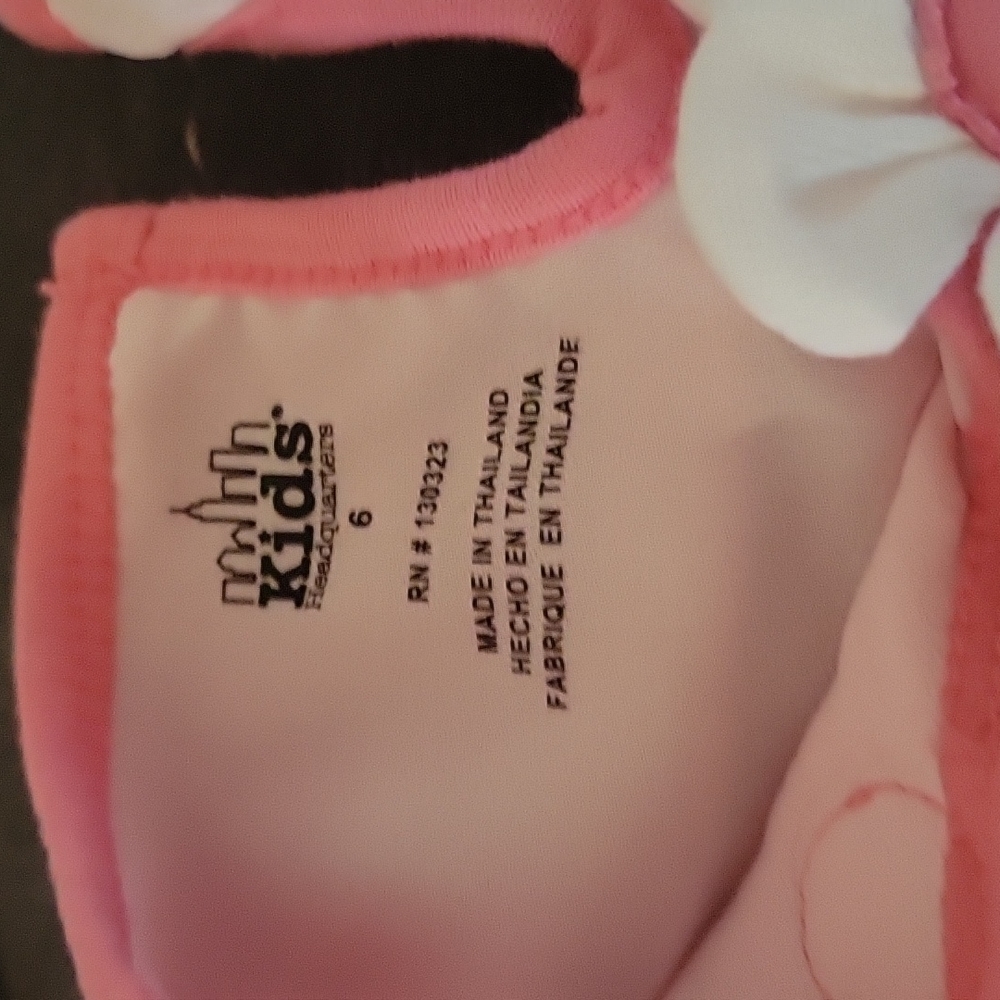 Kids
Headquarters
6
RN # 130323
MADE IN THAILAND
HECHO EN TAILANDIA
FABRIQUE EN THAILANDE